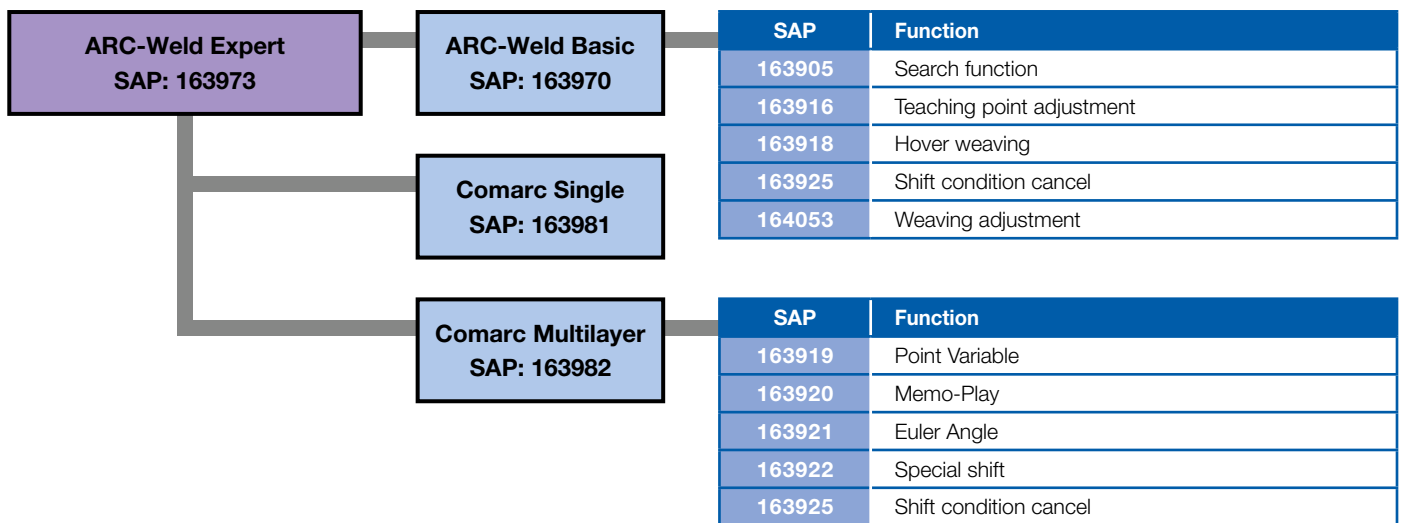 ARC-Weld Expert
SAP: 163973
ARC-Weld Basic
SAP: 163970
SAP Function
163905 Search function
163916 Teaching point adjustment
163918 Hover weaving
163925 Shift condition cancel
164053 Weaving adjustment
Comarc Single
SAP: 163981
Comarc Multilayer
SAP: 163982
SAP Function
163919 Point Variable
163920 Memo-Play
163921 Euler Angle
163922 Special shift
163925 Shift condition cancel